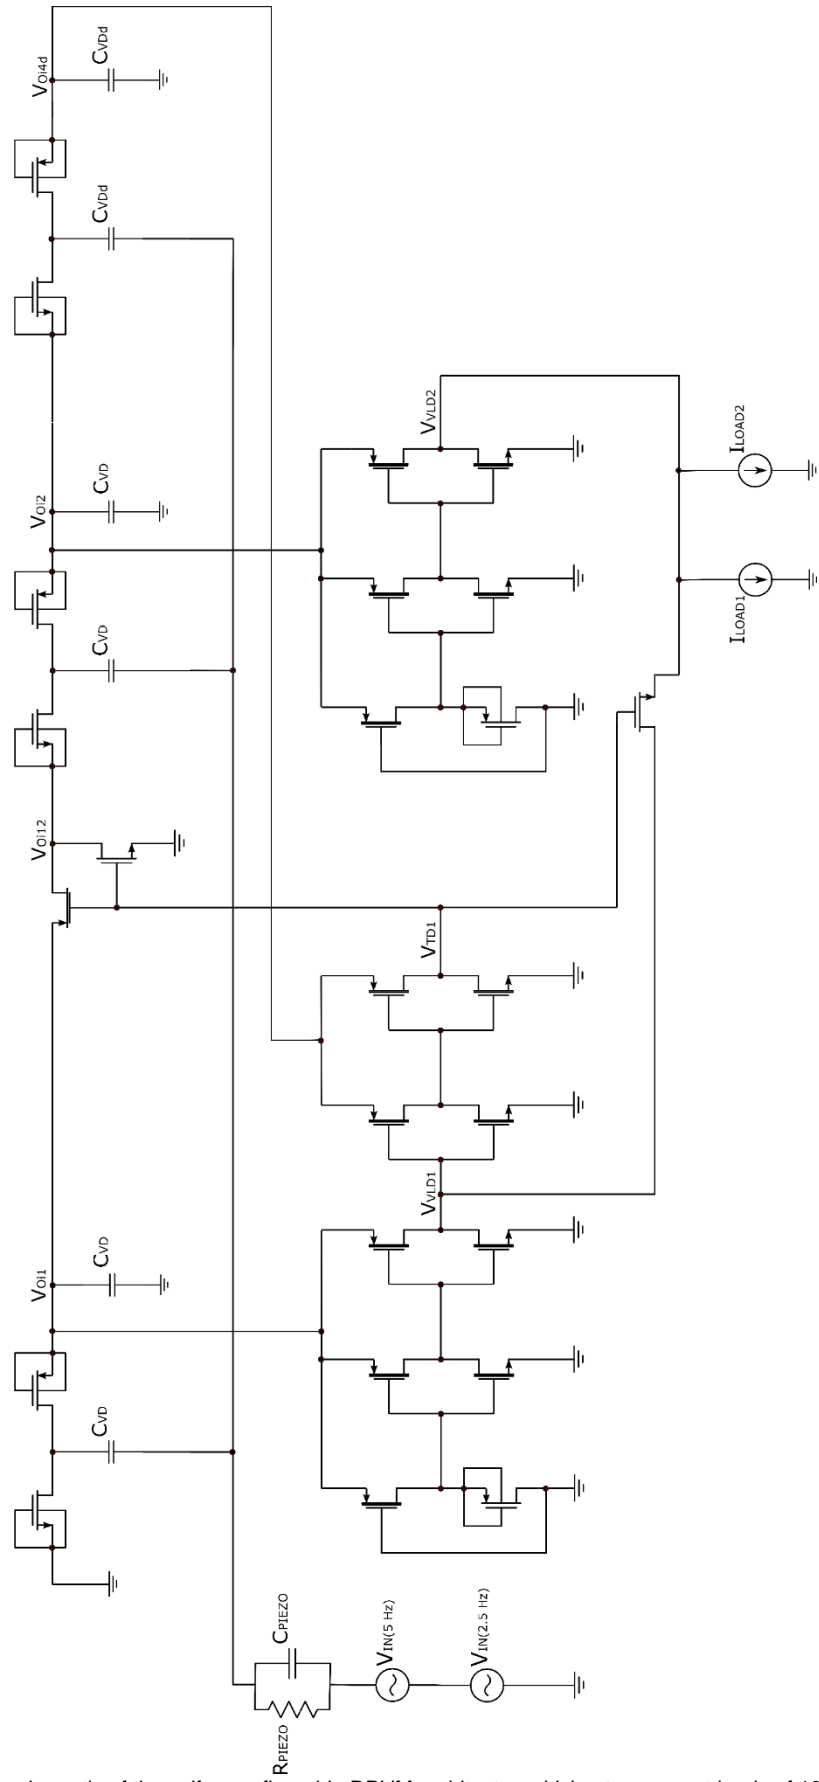 VOi4d
CVDd
CVDd
VOi2
CVD
CVD
VOi12
VOi1
CVD
CVD
VVLD2
ILOAD2
ILOAD1
VTD1
VVLD1
CPIEZO
RPIEZO
VIN(5 Hz)
VIN(2.5 Hz)